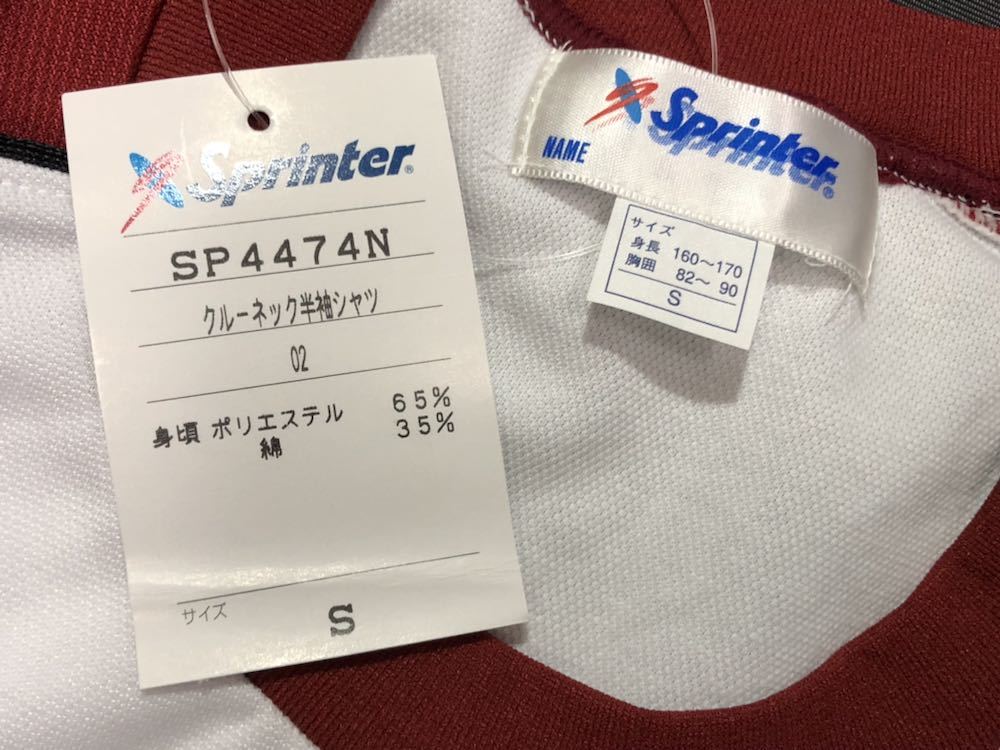 Sprinter®
SP4474N
クルーネック半袖シャツ
02
身頃 ポリエステル 65%
綿 35%
サイズ S
Sprinter®
NAME
サイズ
身長 160～170
胸囲 82～ 90
S